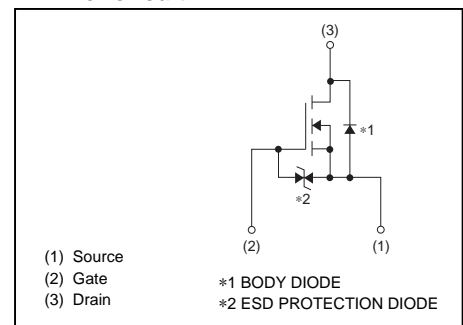 (3)
*1
*2
(2)
(1)
(1) Source
(2) Gate
(3) Drain
*1 BODY DIODE
*2 ESD PROTECTION DIODE